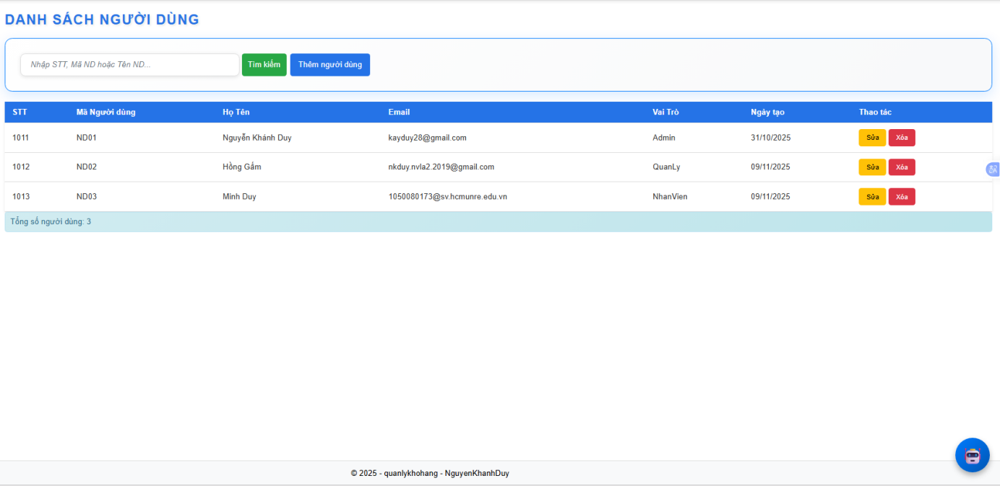 DANH SÁCH NGƯỜI DÙNG
Nhập STT, Mã ND hoặc Tên ND... Tìm kiếm Thêm người dùng
STT Mã Người dùng Họ Tên Email Vai Trò Ngày tạo Thao tác
1011 ND01 Nguyễn Khánh Duy kayduy28@gmail.com Admin 31/10/2025 Sửa Xóa
1012 ND02 Hồng Gấm nkduy.nvla2.2019@gmail.com QuanLy 09/11/2025 Sửa Xóa
1013 ND03 Minh Duy 1050080173@sv.hcmunre.edu.vn NhanVien 09/11/2025 Sửa Xóa
Tổng số người dùng: 3
© 2025 - quanlykhohang - NguyenKhanhDuy